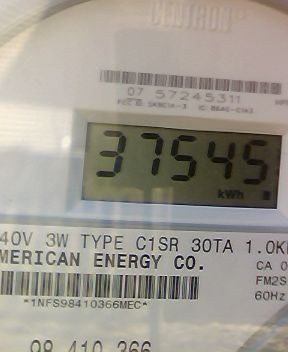 CENTRON
07 57245311
37545
kWh
40V 3W TYPE C1SR 30TA 1.0K
MERICAN ENERGY CO.
CA 0
FM2S
60Hz
*1NFS98410366MEC*
98 410 366